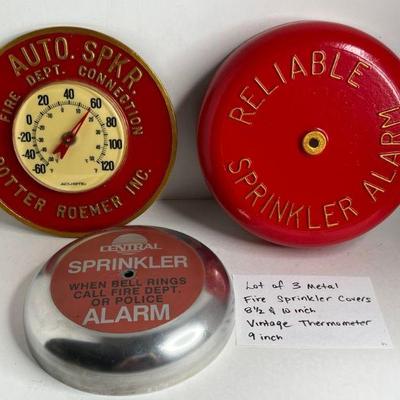 AUTO. SPKR.
FIRE DEPT. CONNECTION
POTTER ROEMER INC.
-60 -40 -20 0 20 40 60 80 100 120
°F
RELIABLE
SPRINKLER ALARM
CENTRAL
SPRINKLER
WHEN BELL RINGS
CALL FIRE DEPT.
OR POLICE
ALARM
Lot of 3 Metal
Fire Sprinkler Covers
8½ & 10 inch
Vintage Thermometer
9 inch